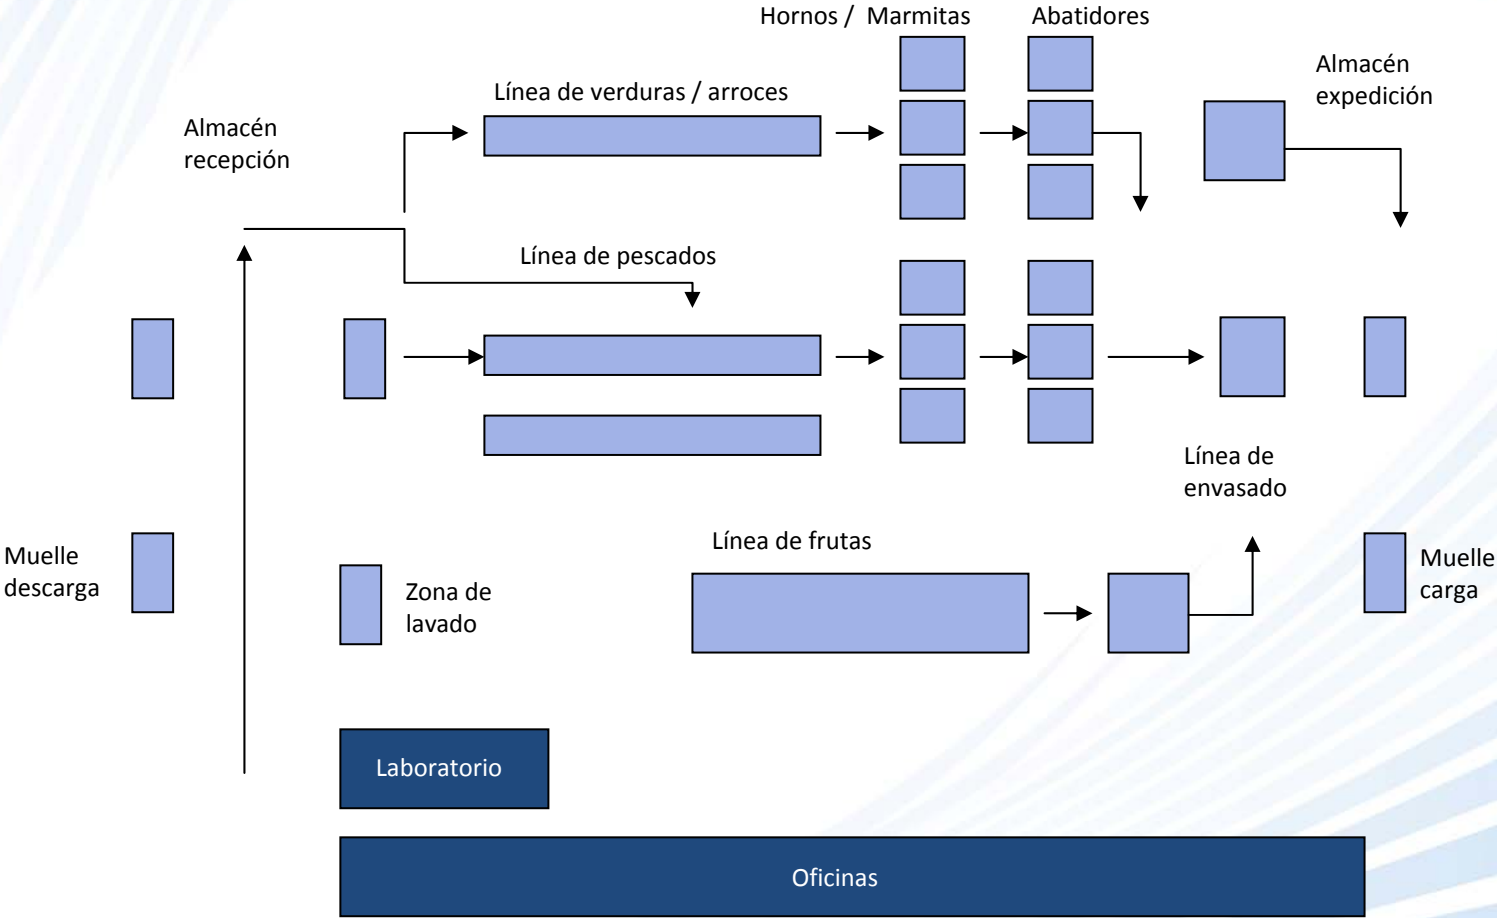 Hornos / Marmitas
Abatidores
Almacén
expedición
Línea de verduras / arroces
Almacén
recepción
Línea de pescados
Línea de
envasado
Línea de frutas
Muelle
descarga
Zona de
lavado
Muelle
carga
Laboratorio
Oficinas